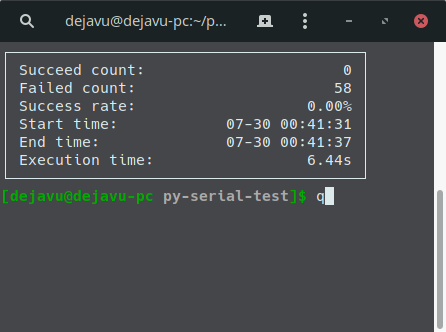 dejavu@dejavu-pc:~/p...
Succeed count: 0
Failed count: 58
Success rate: 0.00%
Start time: 07-30 00:41:31
End time: 07-30 00:41:37
Execution time: 6.44s
[dejavu@dejavu-pc py-serial-test]$ q